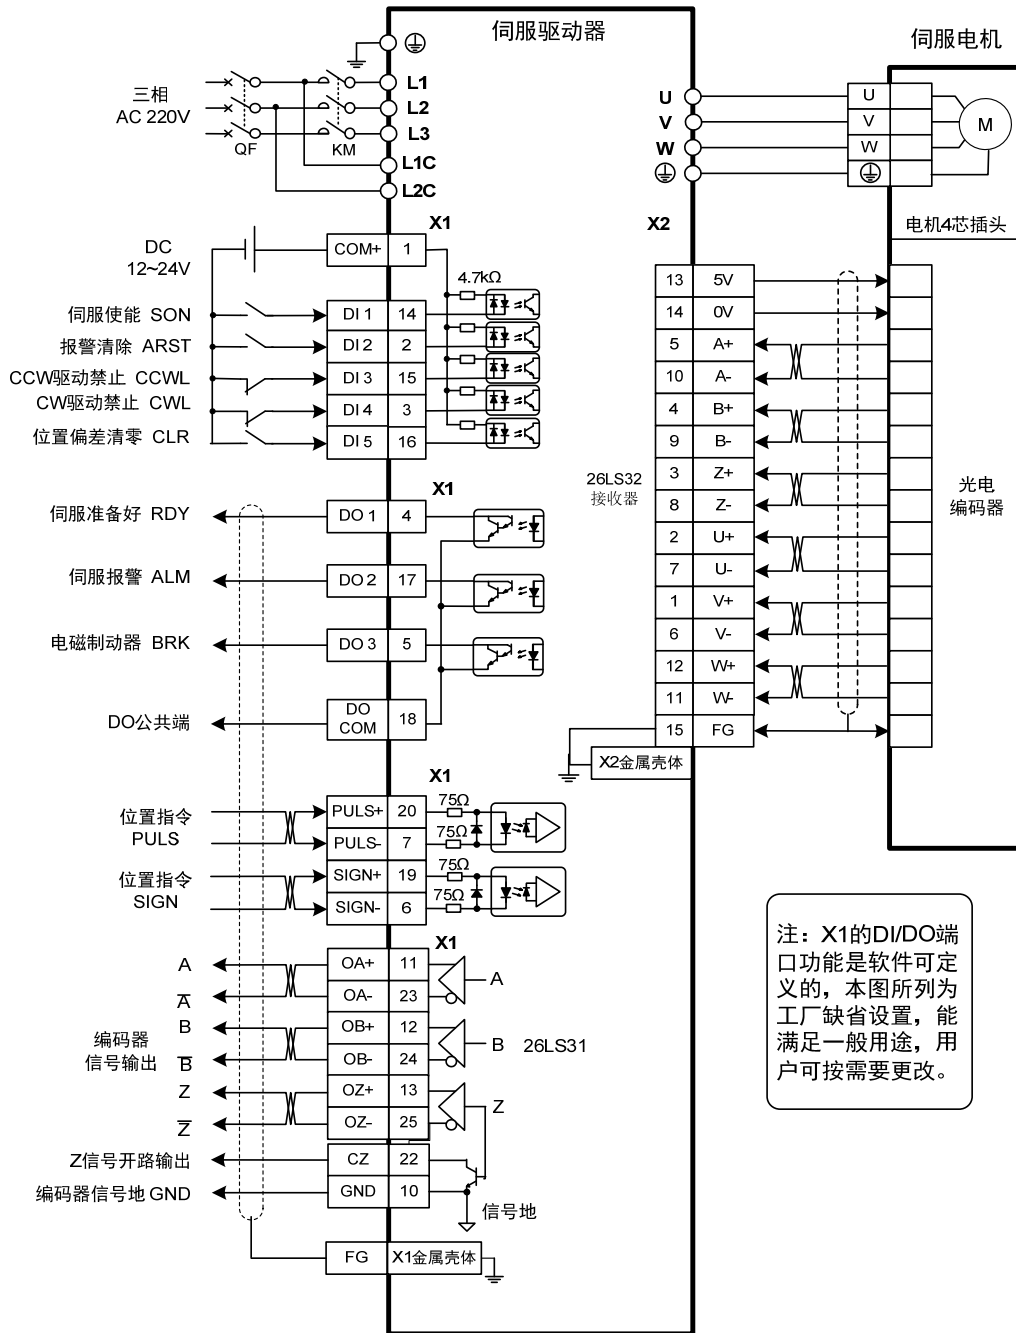 伺服驱动器
伺服电机
三相
AC 220V
QF
KM
L1
L2
L3
L1C
L2C
U
V
W
U
V
W
M
电机4芯插头
X1
X2
DC
12~24V
COM+ 1
4.7kΩ
伺服使能 SON
DI 1 14
报警清除 ARST
DI 2 2
CCW驱动禁止 CCWL
DI 3 15
CW驱动禁止 CWL
DI 4 3
位置偏差清零 CLR
DI 5 16
X1
伺服准备好 RDY
DO 1 4
伺服报警 ALM
DO 2 17
电磁制动器 BRK
DO 3 5
DO公共端
DO
COM
18
13 5V
14 0V
5 A+
10 A-
4 B+
9 B-
3 Z+
8 Z-
2 U+
7 U-
1 V+
6 V-
12 W+
11 W-
15 FG
26LS32
接收器
光电
编码器
X2金属壳体
X1
位置指令
PULS
PULS+ 20
75Ω
PULS- 7
75Ω
位置指令
SIGN
SIGN+ 19
75Ω
SIGN- 6
75Ω
X1
A
OA+ 11
A
A̅
OA- 23
编码器
信号输出
B
OB+ 12
B
26LS31
B̅
OB- 24
Z
OZ+ 13
Z
Z̅
OZ- 25
Z信号开路输出
CZ 22
编码器信号地 GND
GND 10
信号地
FG
X1金属壳体
注：X1的DI/DO端
口功能是软件可定
义的，本图所列为
工厂缺省设置，能
满足一般用途，用
户可按需要更改。